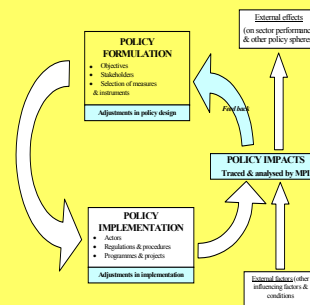 External effects
(on sector performance
& other policy spheres
POLICY
FORMULATION
• Objectives
• Stakeholders
• Selection of measures
& instruments
Adjustments in policy design
Feedback
POLICY IMPACTS
Traced & analysed by MPI
POLICY
IMPLEMENTATION
• Actors
• Regulations & procedures
• Programmes & projects
Adjustments in implementation
External factors (other
influencing factors &
conditions